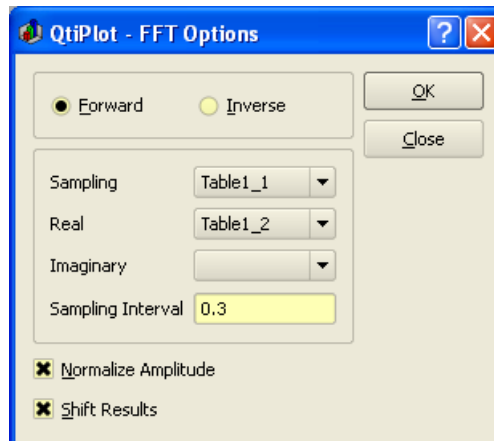 QtiPlot - FFT Options
Forward Inverse
OK
Close
Sampling Table1_1
Real Table1_2
Imaginary
Sampling Interval 0.3
Normalize Amplitude
Shift Results